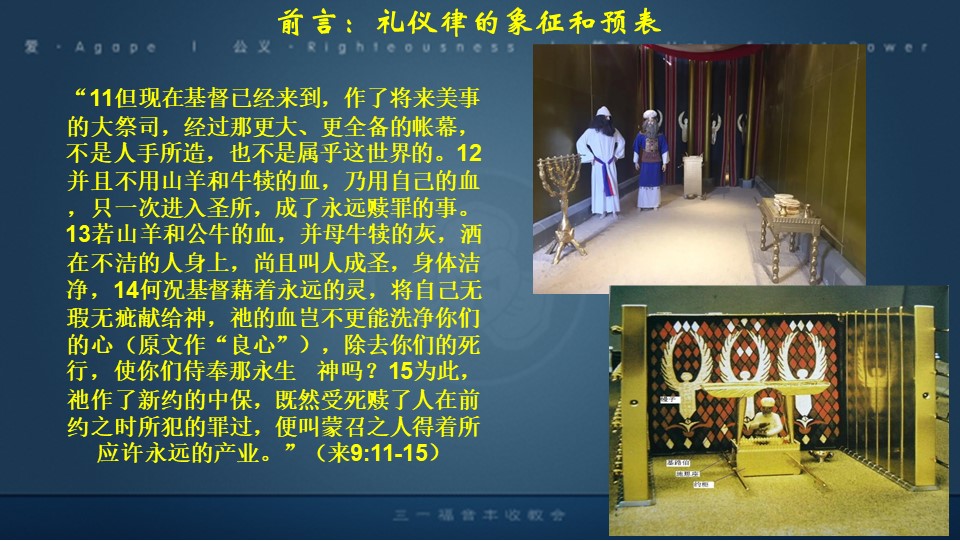 前言：礼仪律的象征和预表
爱·Agape | 公义·Righteousness
“11但现在基督已经来到，作了将来美事
的大祭司，经过那更大、更全备的帐幕，
不是人手所造，也不是属乎这世界的。12
并且不用山羊和牛犊的血，乃用自己的血
，只一次进入圣所，成了永远赎罪的事。
13若山羊和公牛的血，并母牛犊的灰，洒
在不洁的人身上，尚且叫人成圣，身体洁
净，14何况基督藉着永远的灵，将自己无
瑕无疵献给神，祂的血岂不更能洗净你们
的心（原文作“良心”），除去你们的死
行，使你们侍奉那永生 神吗？15为此，
祂作了新约的中保，既然受死赎了人在前
约之时所犯的罪过，便叫蒙召之人得着所
应许永远的产业。”（来9:11-15）
基路伯
施恩座
约柜
三一福音丰收教会